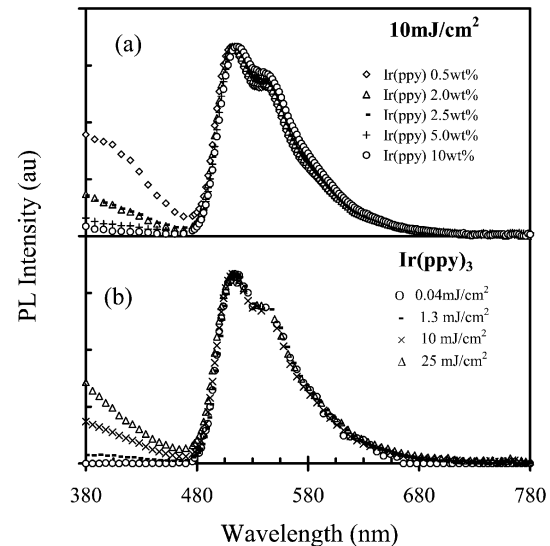 (a)
10mJ/cm²
Ir(ppy) 0.5wt%
Ir(ppy) 2.0wt%
Ir(ppy) 2.5wt%
Ir(ppy) 5.0wt%
Ir(ppy) 10wt%
PL Intensity (au)
(b)
Ir(ppy)₃
0.04mJ/cm²
1.3 mJ/cm²
10 mJ/cm²
25 mJ/cm²
380 480 580 680 780
Wavelength (nm)